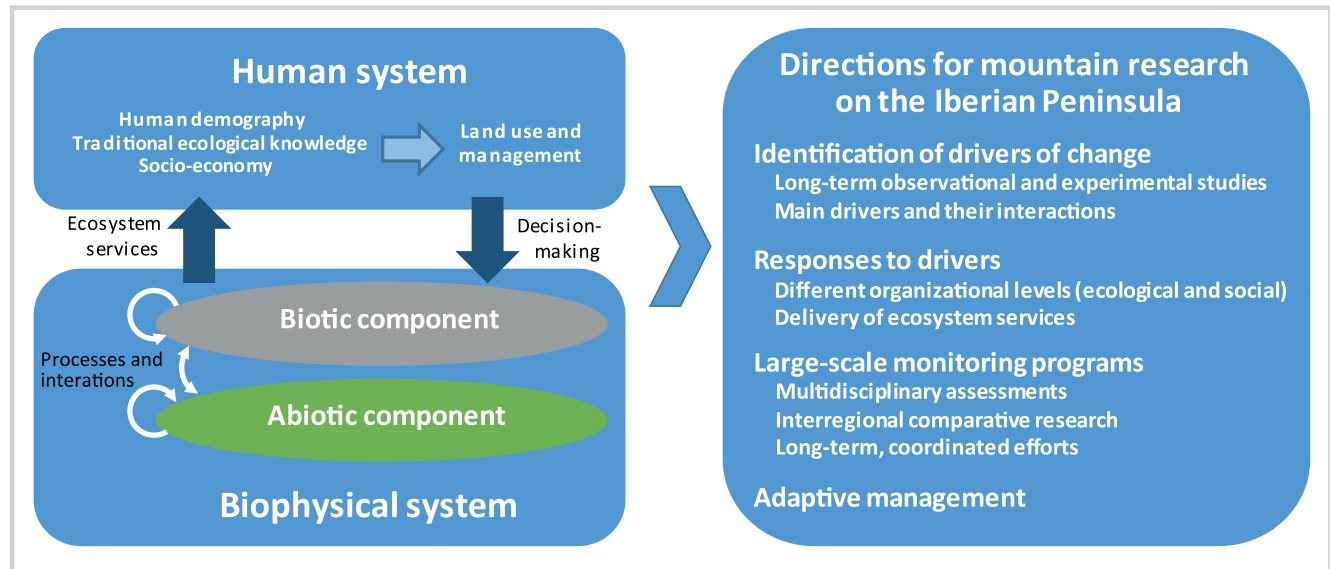 Human system
Human demography
Traditional ecological knowledge
Socio-economy
Land use and
management
Ecosystem
services
Decision-
making
Biotic component
Processes and
interations
Abiotic component
Biophysical system
Directions for mountain research
on the Iberian Peninsula
Identification of drivers of change
Long-term observational and experimental studies
Main drivers and their interactions
Responses to drivers
Different organizational levels (ecological and social)
Delivery of ecosystem services
Large-scale monitoring programs
Multidisciplinary assessments
Interregional comparative research
Long-term, coordinated efforts
Adaptive management